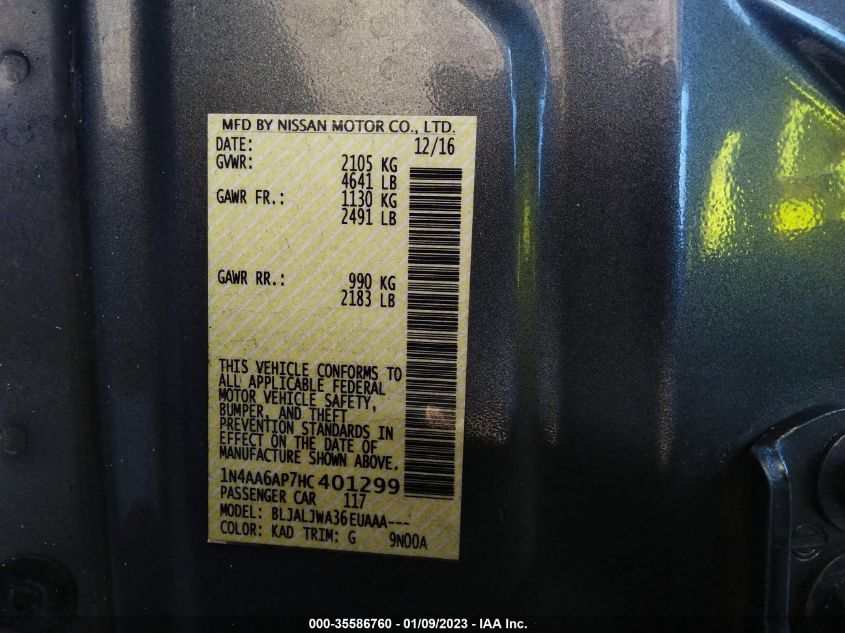 MFD BY NISSAN MOTOR CO., LTD.
DATE: 12/16
GVWR: 2105 KG
4641 LB
GAWR FR.: 1130 KG
2491 LB
GAWR RR.: 990 KG
2183 LB
THIS VEHICLE CONFORMS TO
ALL APPLICABLE FEDERAL
MOTOR VEHICLE SAFETY,
BUMPER, AND THEFT
PREVENTION STANDARDS IN
EFFECT ON THE DATE OF
MANUFACTURE SHOWN ABOVE.
1N4AA6AP7HC401299
PASSENGER CAR 117
MODEL: BLJALJWA36EUAAA---
COLOR: KAD TRIM: G 9N00A
000-35586760 - 01/09/2023 - IAA Inc.